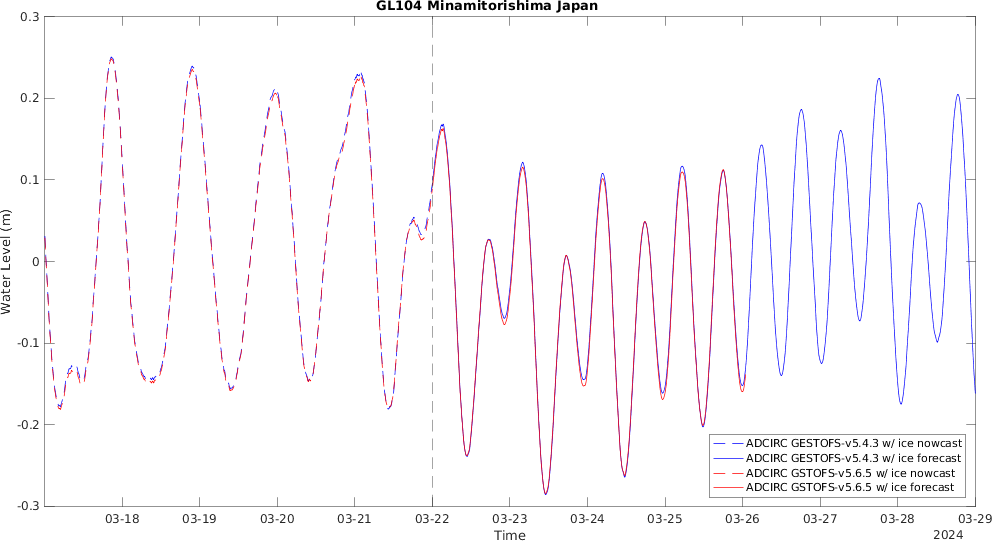 GL104 Minamitorishima Japan
0.3
0.2
0.1
0
-0.1
-0.2
-0.3
Water Level (m)
ADCIRC GESTOFS-v5.4.3 w/ ice nowcast
ADCIRC GESTOFS-v5.4.3 w/ ice forecast
ADCIRC GSTOFS-v5.6.5 w/ ice nowcast
ADCIRC GSTOFS-v5.6.5 w/ ice forecast
03-18 03-19 03-20 03-21 03-22 03-23 03-24 03-25 03-26 03-27 03-28 03-29
Time
2024